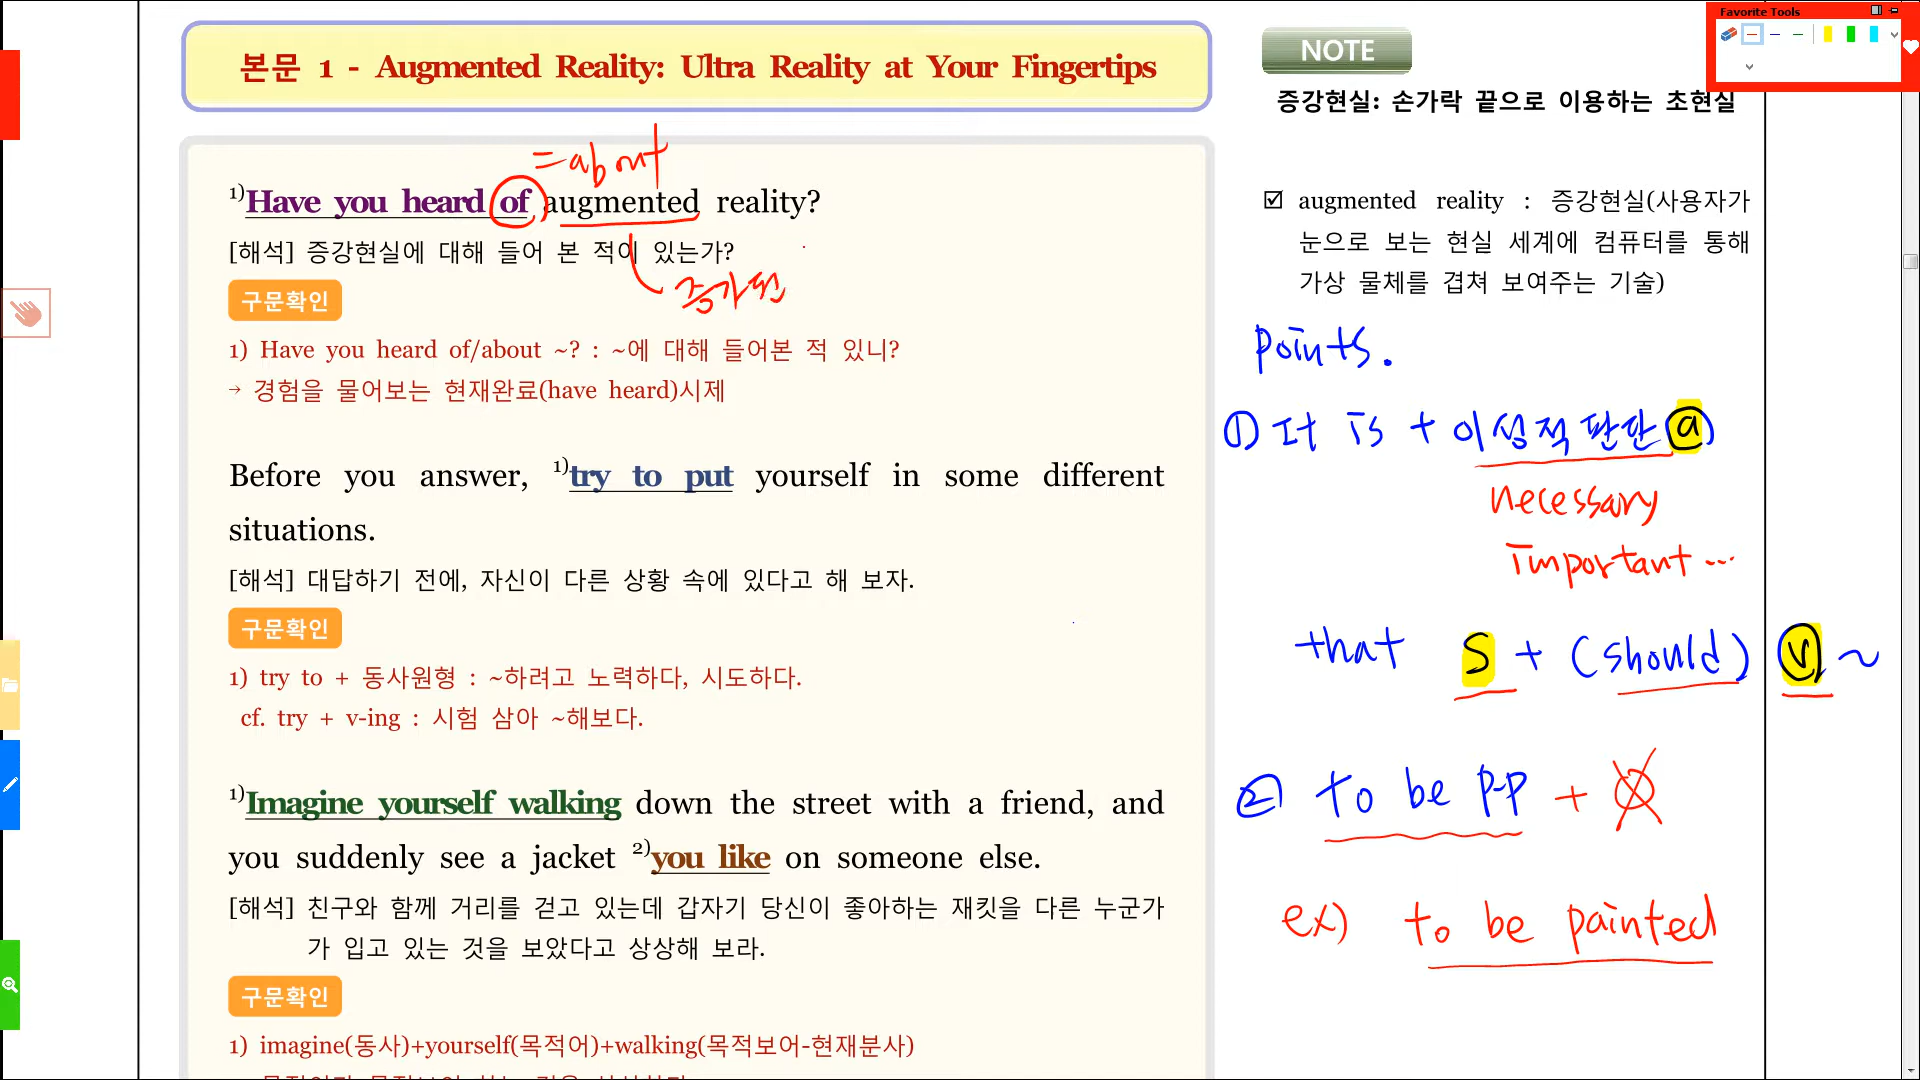 본문 1 - Augmented Reality: Ultra Reality at Your Fingertips
=about
1)Have you heard of augmented reality?
[해석] 증강현실에 대해 들어 본 적이 있는가?
증가된
구문확인
1) Have you heard of/about ~? : ~에 대해 들어본 적 있니?
→ 경험을 물어보는 현재완료(have heard)시제
Before you answer, 1)try to put yourself in some different
situations.
[해석] 대답하기 전에, 자신이 다른 상황 속에 있다고 해 보자.
구문확인
1) try to + 동사원형 : ~하려고 노력하다, 시도하다.
cf. try + v-ing : 시험 삼아 ~해보다.
1)Imagine yourself walking down the street with a friend, and
you suddenly see a jacket 2)you like on someone else.
[해석] 친구와 함께 거리를 걷고 있는데 갑자기 당신이 좋아하는 재킷을 다른 누군가
가 입고 있는 것을 보았다고 상상해 보라.
구문확인
1) imagine(동사)+yourself(목적어)+walking(목적보어-현재분사)
NOTE
Favorite Tools
증강현실: 손가락 끝으로 이용하는 초현실
☑ augmented reality : 증강현실(사용자가
눈으로 보는 현실 세계에 컴퓨터를 통해
가상 물체를 겹쳐 보여주는 기술)
points.
① It is + 이성적 판단 ⓐ
necessary
important ...
that S + (should) ⓥ ~
② to be p.p + O
ex) to be painted